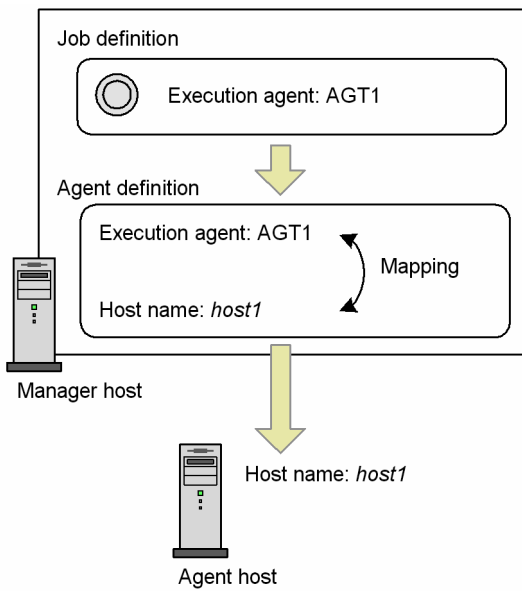 Job definition
Execution agent: AGT1
Agent definition
Execution agent: AGT1
Mapping
Host name: host1
Manager host
Host name: host1
Agent host